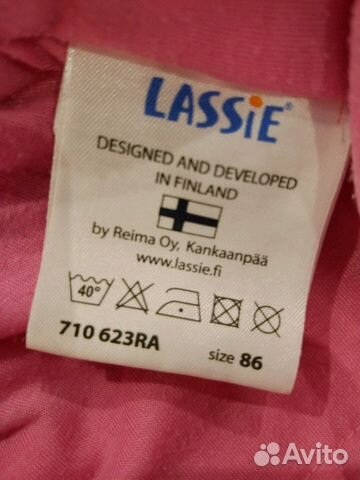 LASSiE®
DESIGNED AND DEVELOPED
IN FINLAND
by Reima Oy, Kankaanpää
www.lassie.fi
40°
710 623RA size 86
Avito